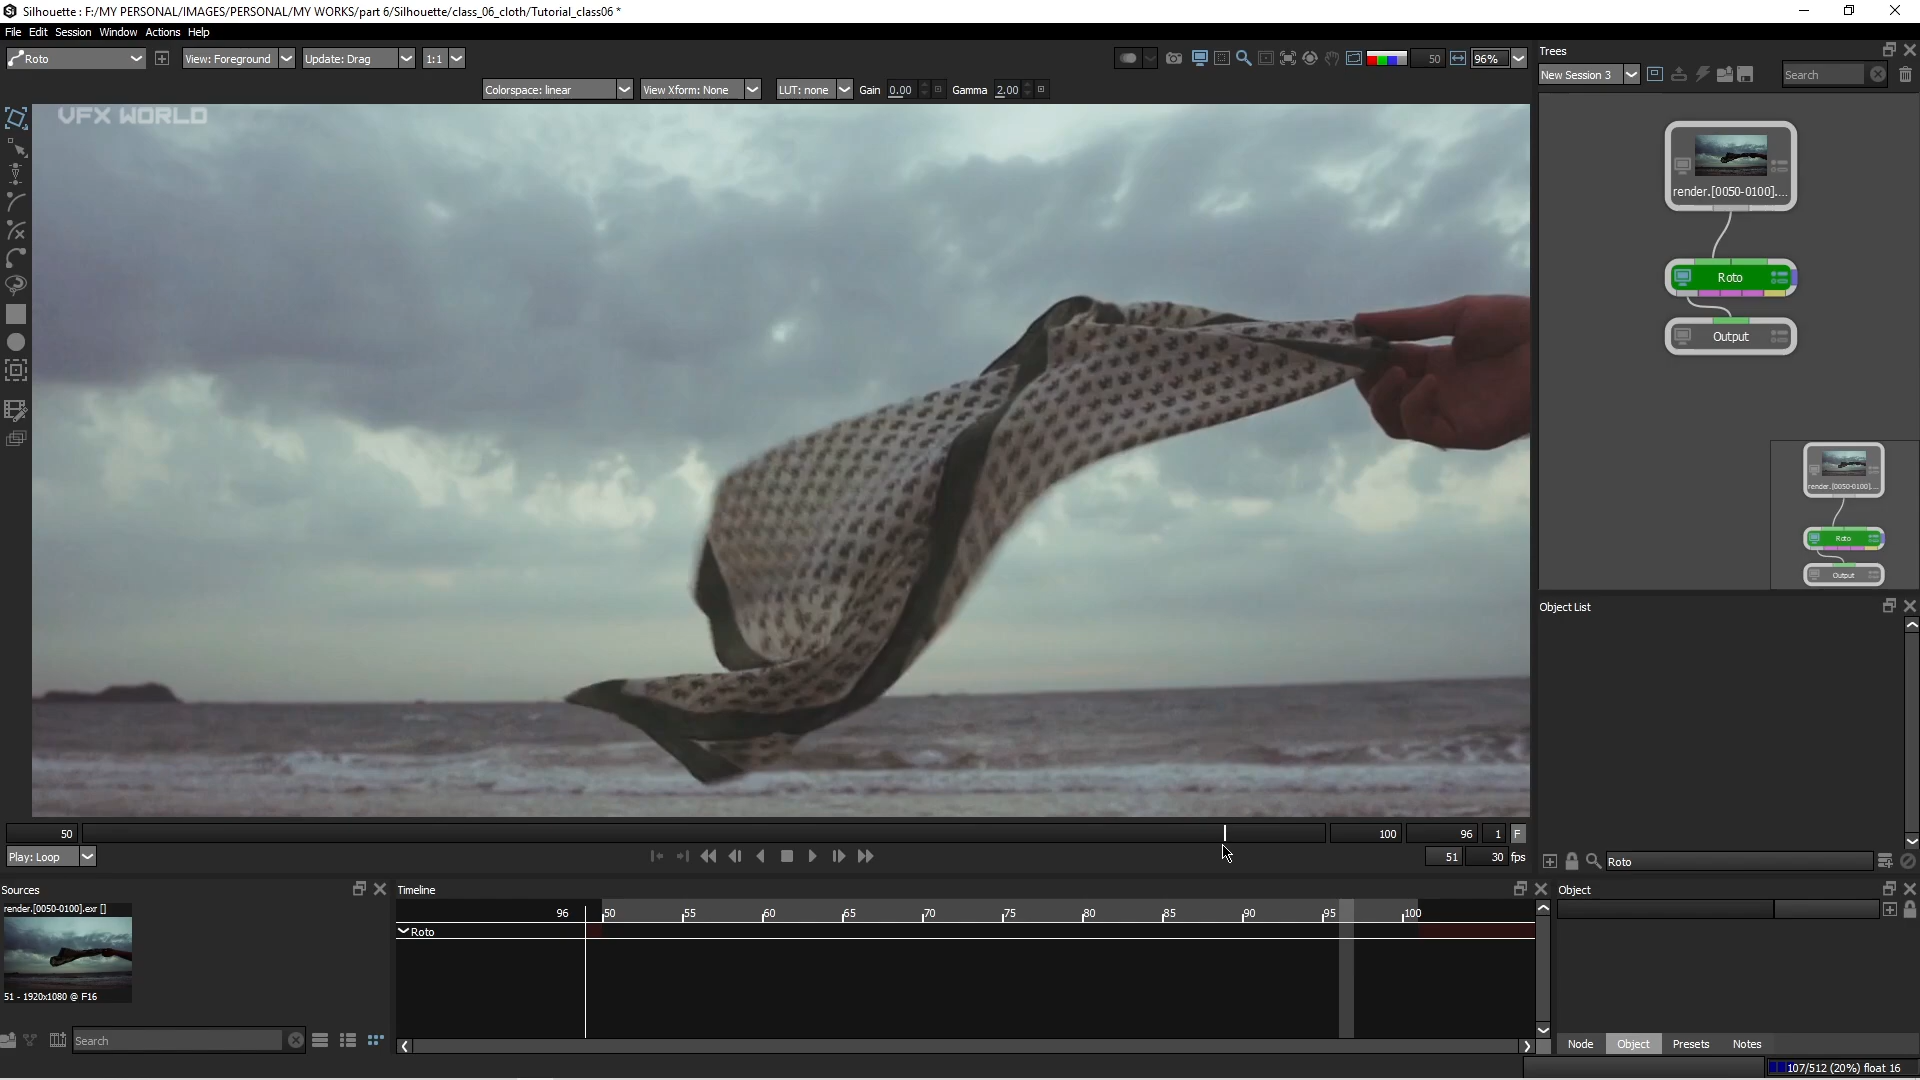 Silhouette : F:/MY PERSONAL/IMAGES/PERSONAL/MY WORKS/part 6/Silhouette/class_06_cloth/Tutorial_class06 *
File Edit Session Window Actions Help
Roto View: Foreground Update: Drag 1:1 50 96%
Colorspace: linear View Xform: None LUT: none Gain 0.00 Gamma 2.00
VFX WORLD
Trees
New Session 3 Search
render.[0050-0100]....
Roto
Output
render.[0050-0100]....
Roto
Output
Object List
Roto
50 100 96 1 F
Play: Loop 51 30 fps
Sources
render.[0050-0100].exr []
51 - 1920x1080 @ F16
Search
Timeline
96 50 55 60 65 70 75 80 85 90 95 100
Roto
Object
Node Object Presets Notes
107/512 (20%) float 16